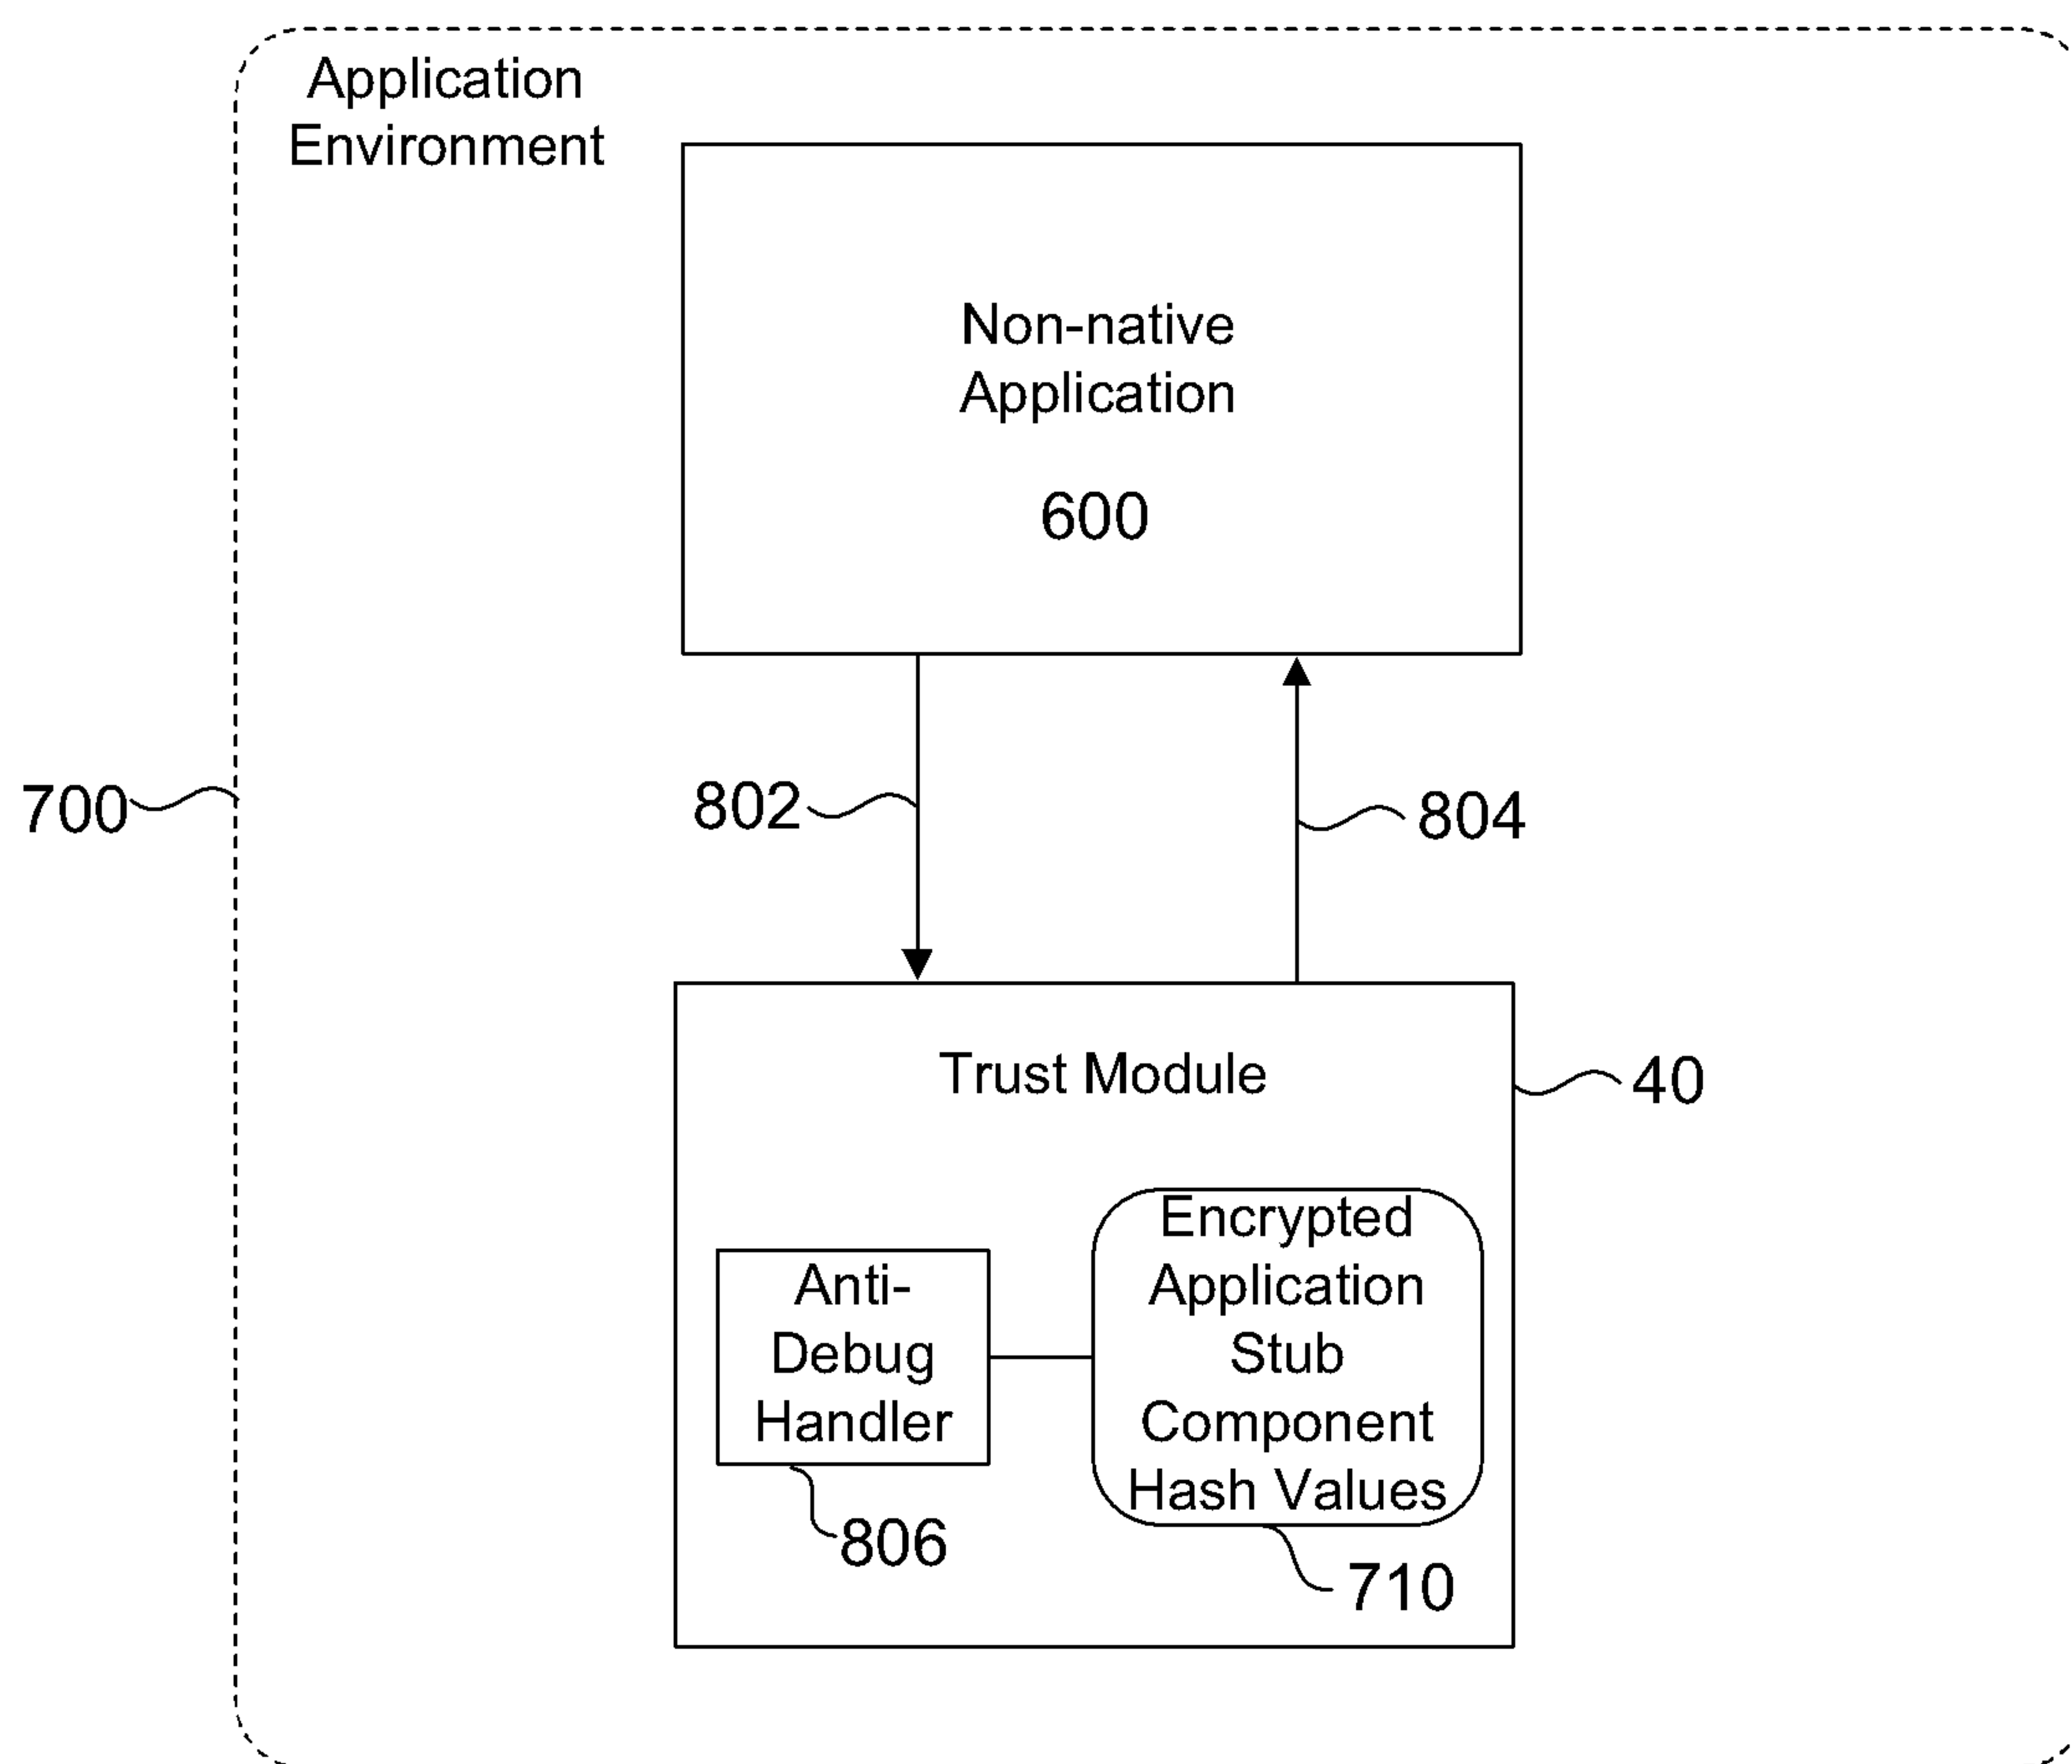 Application
Environment
Non-native
Application
600
700
802
804
Trust Module
40
Anti-
Debug
Handler
806
Encrypted
Application
Stub
Component
Hash Values
710